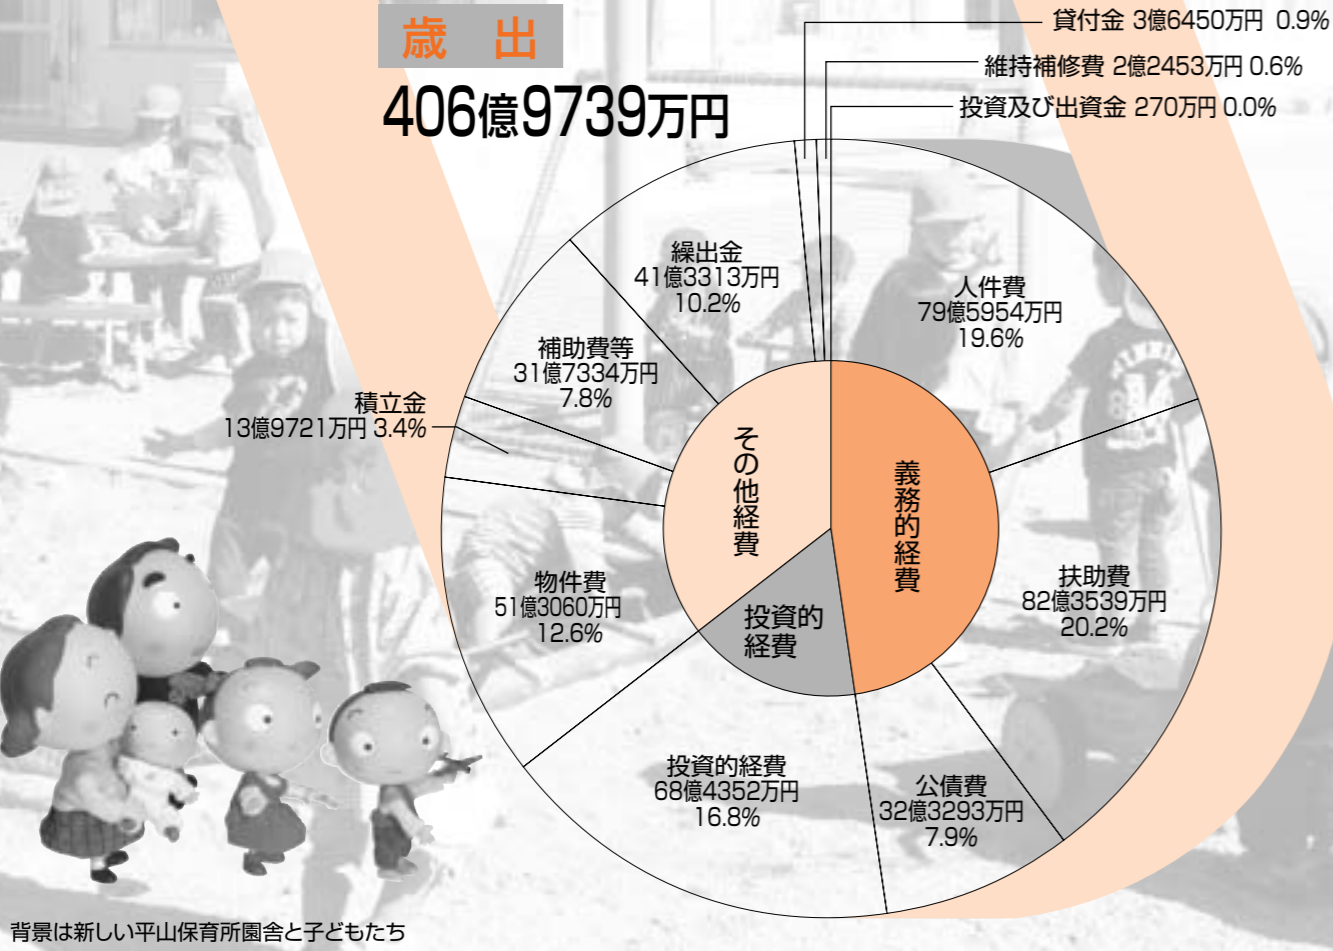 歳 出
406億9739万円
貸付金 3億6450万円 0.9%
維持補修費 2億2453万円 0.6%
投資及び出資金 270万円 0.0%
人件費
79億5954万円
19.6%
扶助費
82億3539万円
20.2%
公債費
32億3293万円
7.9%
投資的経費
68億4352万円
16.8%
物件費
51億3060万円
12.6%
積立金
13億9721万円 3.4%
補助費等
31億7334万円
7.8%
繰出金
41億3313万円
10.2%
義務的経費
投資的
経費
その他経費
背景は新しい平山保育所園舎と子どもたち